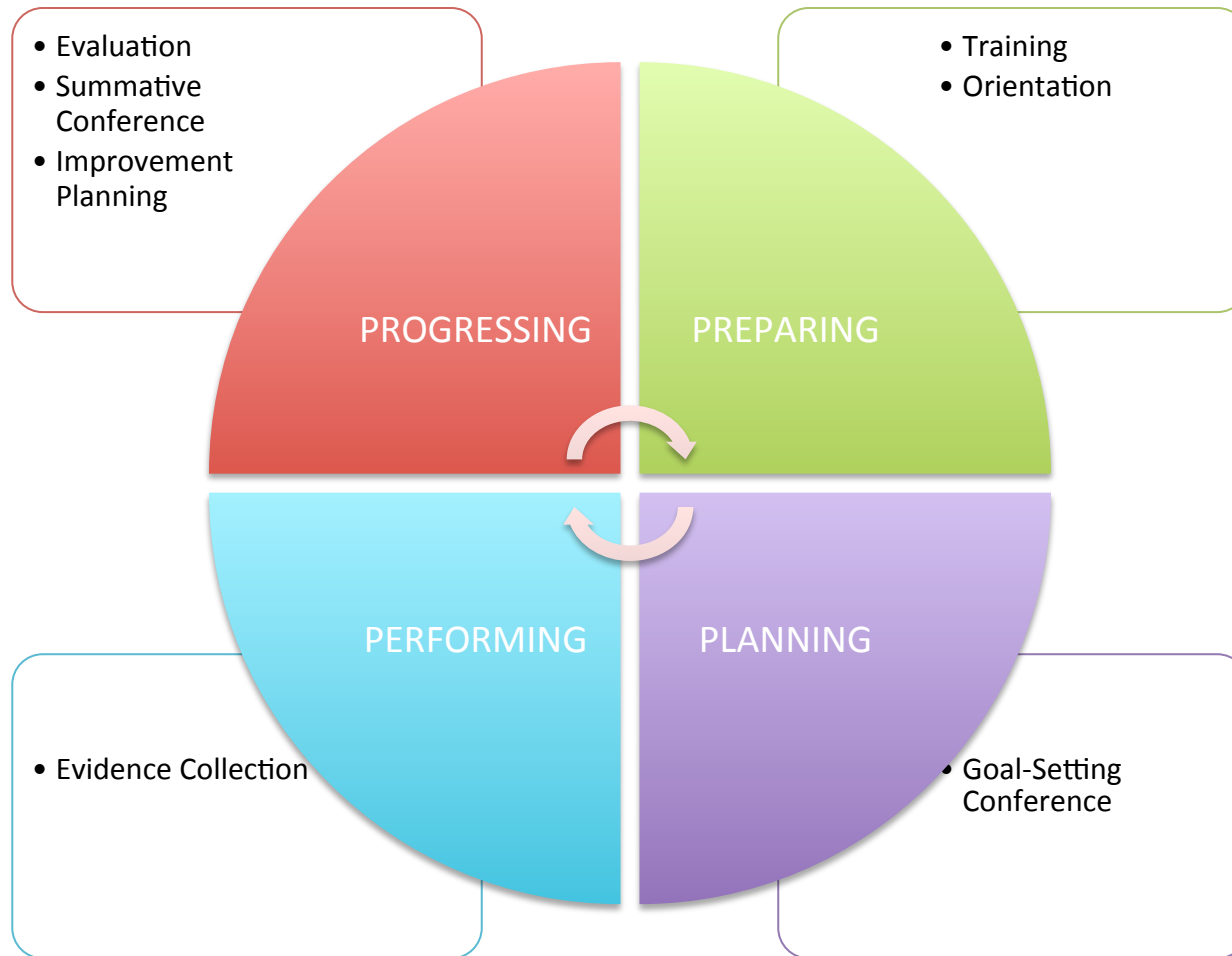 • Evaluation
• Summative
Conference
• Improvement
Planning
• Training
• Orientation
PROGRESSING
PREPARING
PERFORMING
PLANNING
• Evidence Collection
• Goal-Setting
Conference